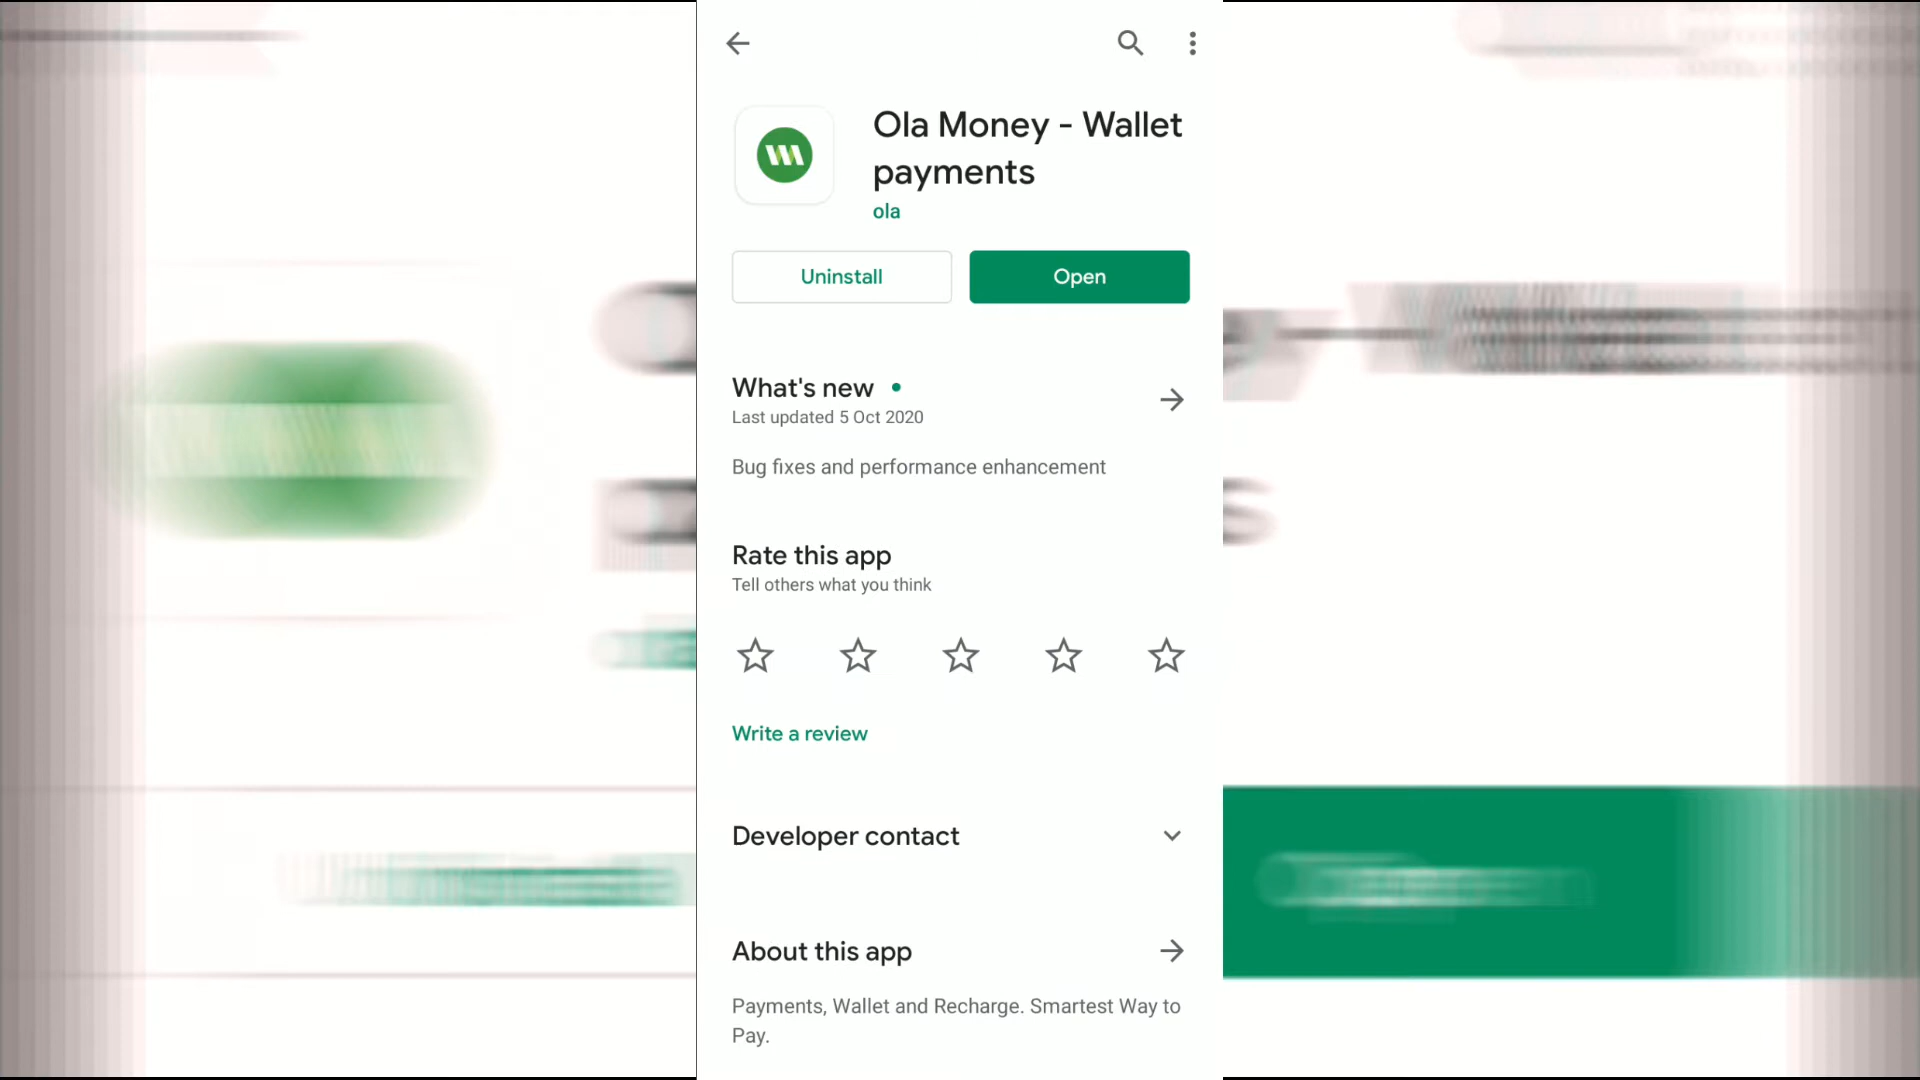 Ola Money - Wallet
payments
ola
Uninstall
Open
What's new
Last updated 5 Oct 2020
Bug fixes and performance enhancement
Rate this app
Tell others what you think
Write a review
Developer contact
About this app
Payments, Wallet and Recharge. Smartest Way to
Pay.